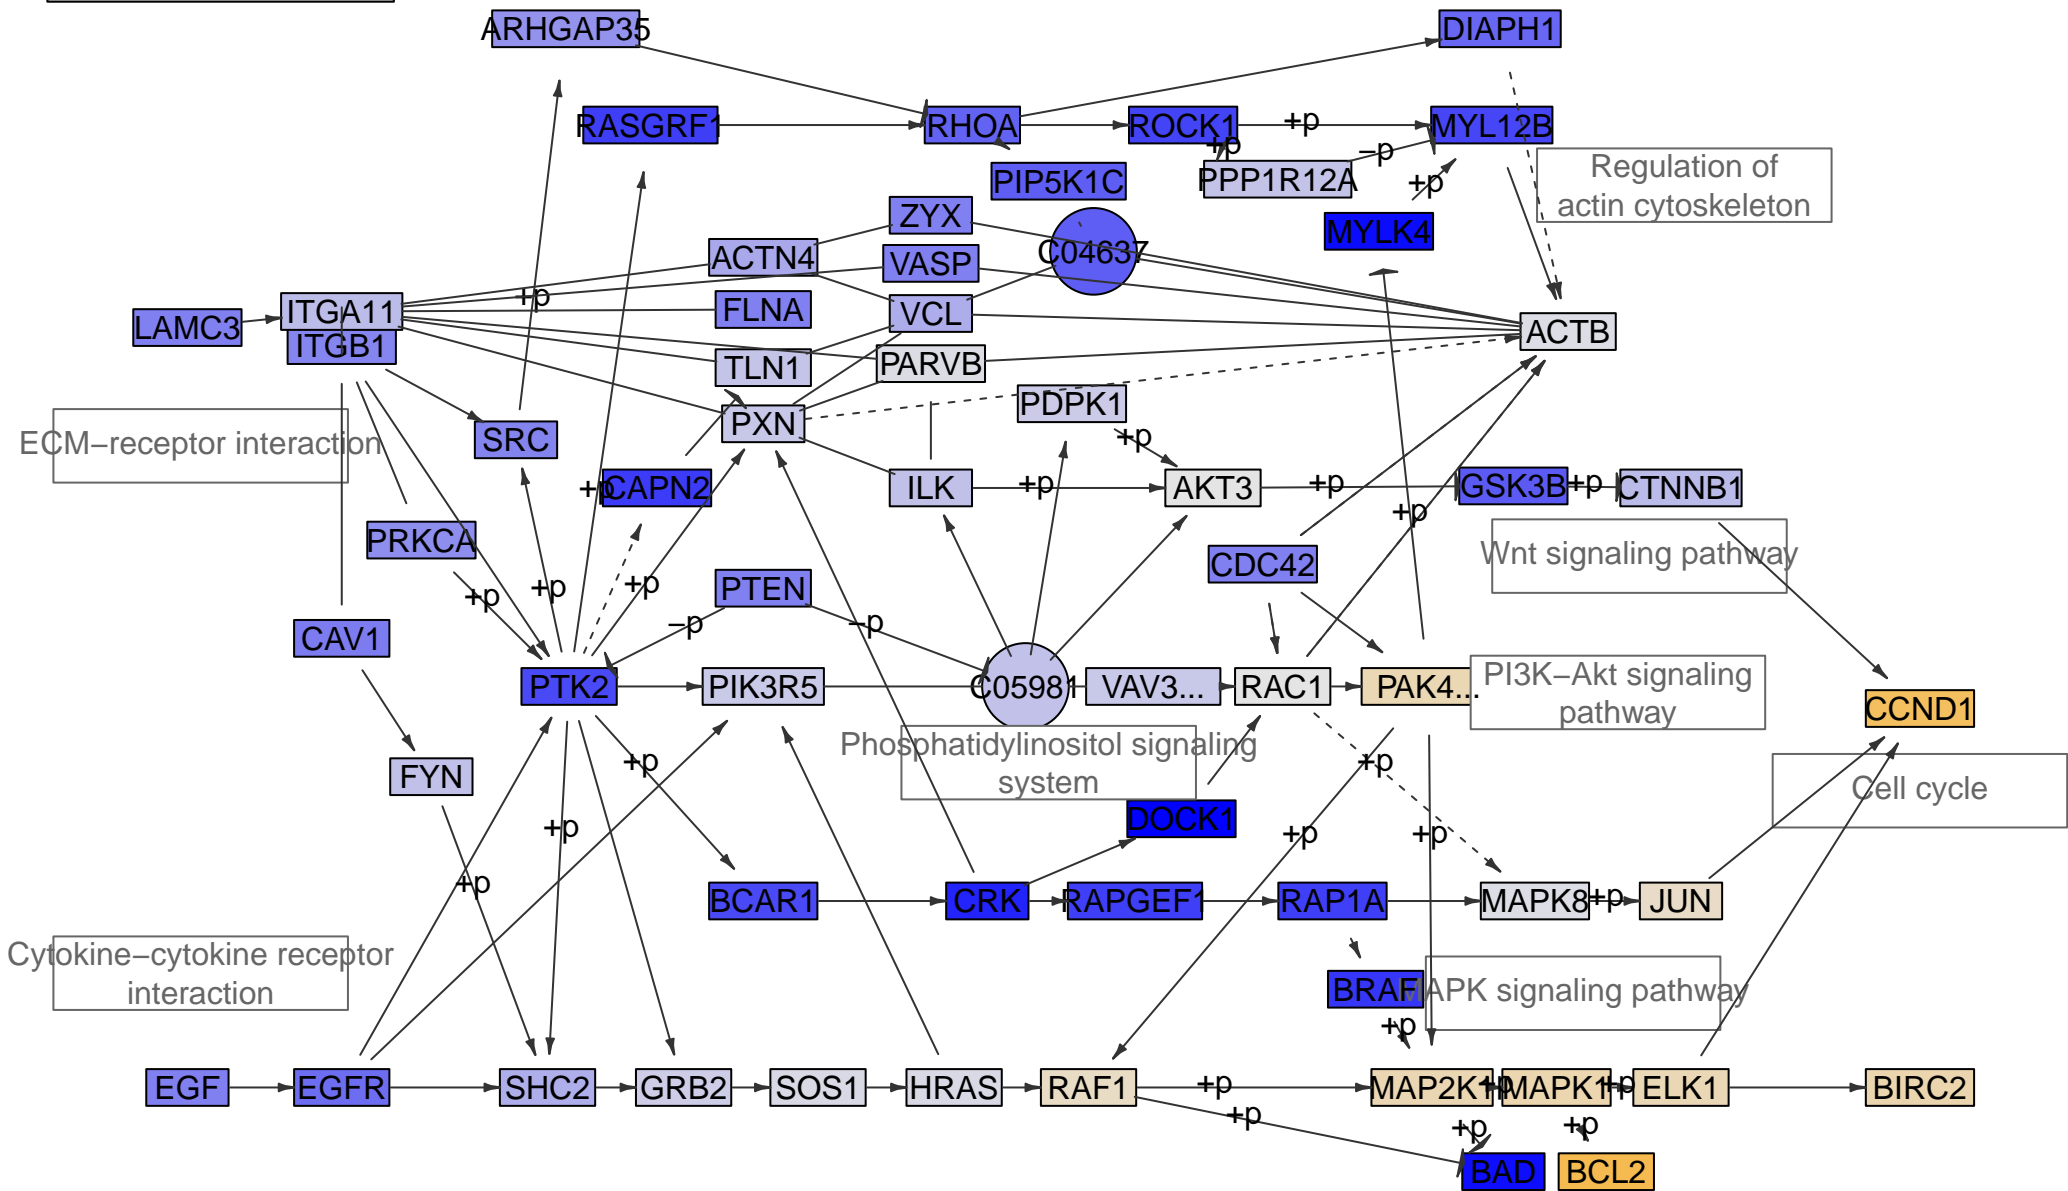 ARHGAP35
DIAPH1
RASGRF1
RHOA
ROCK1
+p
MYL12B
+p
−p
PIP5K1C
PPP1R12A
+p
Regulation of
actin cytoskeleton
ZYX
MYLK4
ACTN4
VASP
C04637
+p
LAMC3
ITGA11
FLNA
VCL
ACTB
ITGB1
TLN1
PARVB
PDPK1
ECM−receptor interaction
SRC
PXN
+p
+p
CAPN2
ILK
+p
AKT3
+p
GSK3B
+p
CTNNB1
+p
PRKCA
Wnt signaling pathway
CDC42
+p
+p
+p
PTEN
−p
−p
CAV1
PTK2
PIK3R5
C05981
VAV3...
RAC1
PAK4...
PI3K−Akt signaling
pathway
CCND1
FYN
+p
Phosphatidylinositol signaling
system
+p
Cell cycle
+p
DOCK1
+p
+p
+p
BCAR1
CRK
RAPGEF1
RAP1A
MAPK8
+p
JUN
Cytokine−cytokine receptor
interaction
BRAF
MAPK signaling pathway
+p
EGF
EGFR
SHC2
GRB2
SOS1
HRAS
RAF1
+p
MAP2K1
+p
MAPK1
+p
ELK1
BIRC2
+p
+p
+p
BAD
BCL2